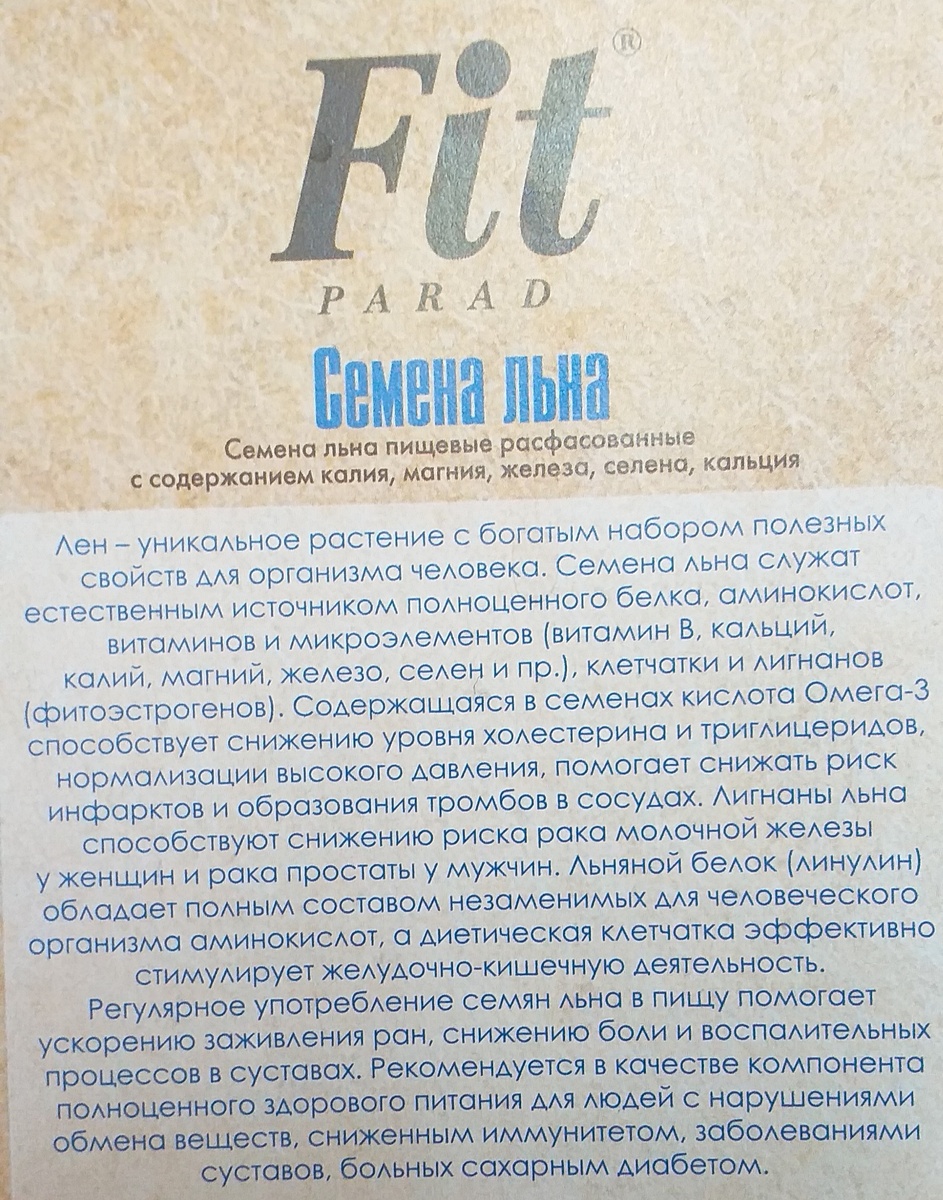 Fit®
PARAD
Семена льна
Семена льна пищевые расфасованные
с содержанием калия, магния, железа, селена, кальция
Лен – уникальное растение с богатым набором полезных
свойств для организма человека. Семена льна служат
естественным источником полноценного белка, аминокислот,
витаминов и микроэлементов (витамин В, кальций,
калий, магний, железо, селен и пр.), клетчатки и лигнанов
(фитоэстрогенов). Содержащаяся в семенах кислота Омега-3
способствует снижению уровня холестерина и триглицеридов,
нормализации высокого давления, помогает снижать риск
инфарктов и образования тромбов в сосудах. Лигнаны льна
способствуют снижению риска рака молочной железы
у женщин и рака простаты у мужчин. Льняной белок (линулин)
обладает полным составом незаменимых для человеческого
организма аминокислот, а диетическая клетчатка эффективно
стимулирует желудочно-кишечную деятельность.
Регулярное употребление семян льна в пищу помогает
ускорению заживления ран, снижению боли и воспалительных
процессов в суставах. Рекомендуется в качестве компонента
полноценного здорового питания для людей с нарушениями
обмена веществ, сниженным иммунитетом, заболеваниями
суставов, больных сахарным диабетом.